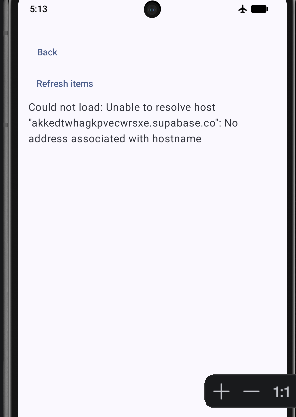 5:13
Back
Refresh items
Could not load: Unable to resolve host
"akkedtwhagkpvecwrsxe.supabase.co": No
address associated with hostname
1:1